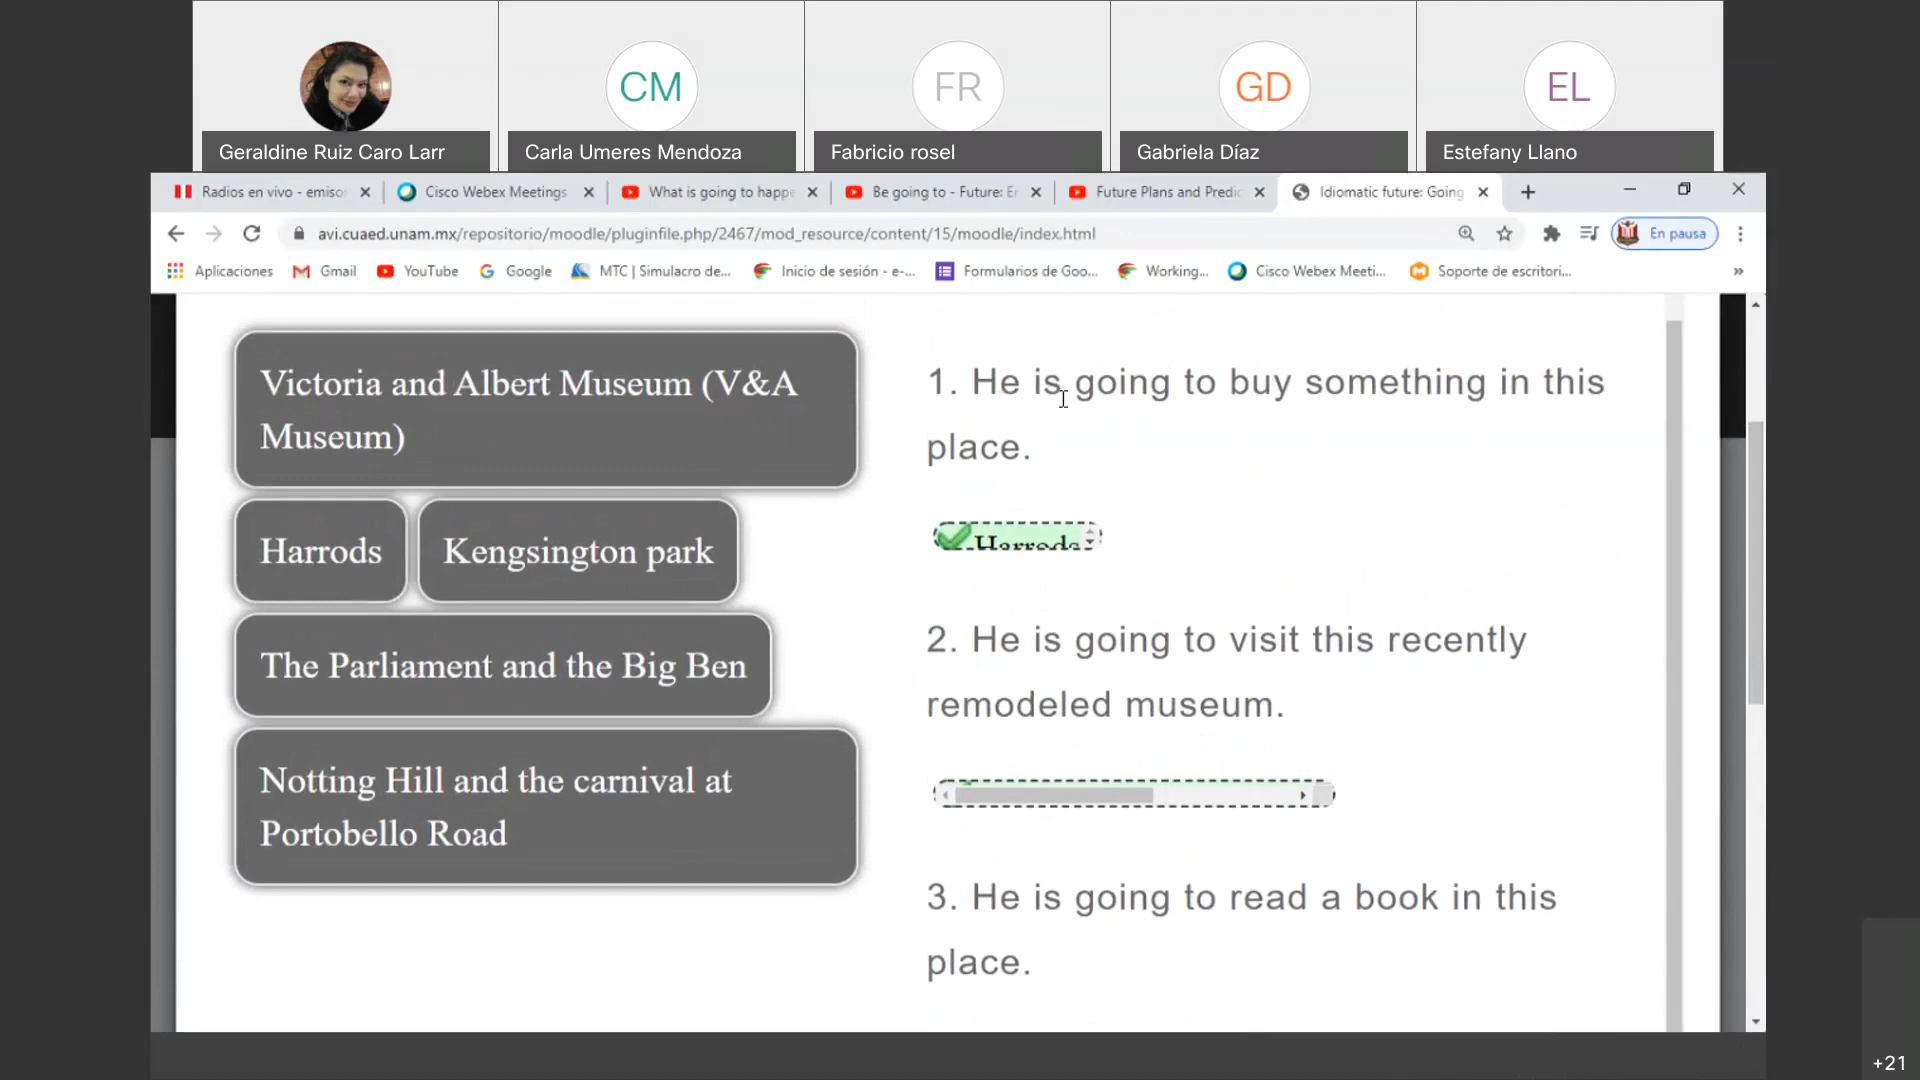 CM
FR
GD
EL
Geraldine Ruiz Caro Larr
Carla Umeres Mendoza
Fabricio rosel
Gabriela Díaz
Estefany Llano
Radios en vivo - emiso
Cisco Webex Meetings
What is going to happe
Be going to - Future: Er
Future Plans and Predic
Idiomatic future: Going
avi.cuaed.unam.mx/repositorio/moodle/pluginfile.php/2467/mod_resource/content/15/moodle/index.html
En pausa
Aplicaciones
Gmail
YouTube
Google
MTC | Simulacro de...
Inicio de sesión - e-...
Formularios de Goo...
Working...
Cisco Webex Meeti...
Soporte de escritori...
»
Victoria and Albert Museum (V&A
Museum)
Harrods
Kengsington park
The Parliament and the Big Ben
Notting Hill and the carnival at
Portobello Road
1. He is going to buy something in this
place.
Harrods
2. He is going to visit this recently
remodeled museum.
3. He is going to read a book in this
place.
+21